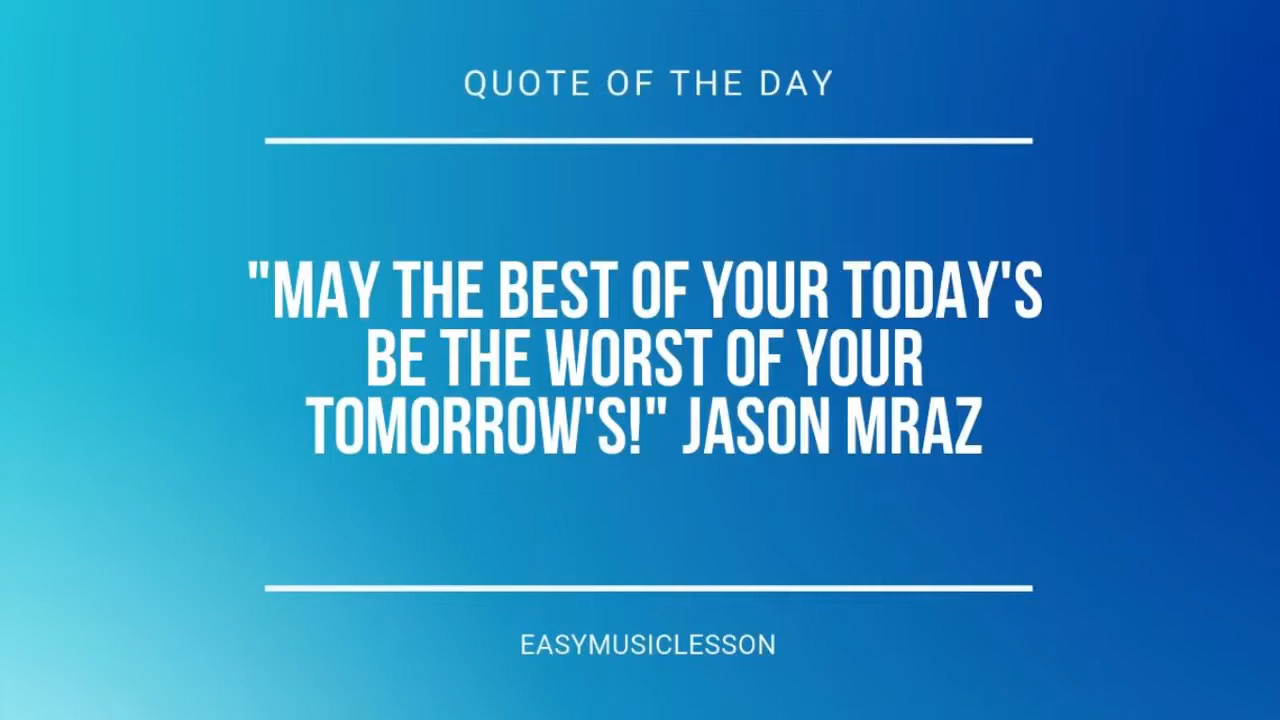 QUOTE OF THE DAY
"MAY THE BEST OF YOUR TODAY'S
BE THE WORST OF YOUR
TOMORROW'S!" JASON MRAZ
EASYMUSICLESSON